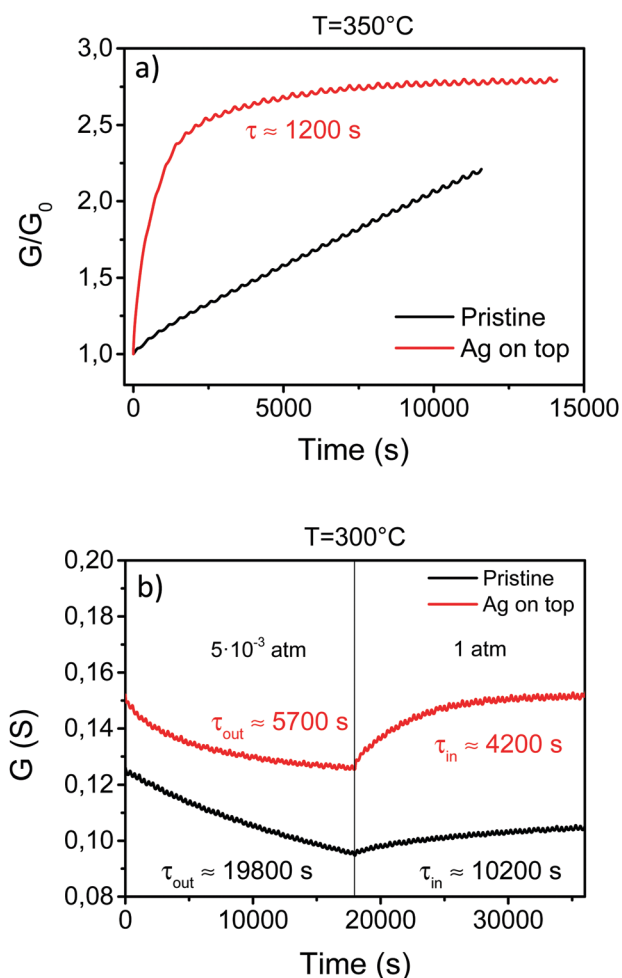 T=350°C
a)
3,0
2,5
2,0
1,5
1,0
G/G₀
τ ≈ 1200 s
Pristine
Ag on top
0 5000 10000 15000
Time (s)
T=300°C
b)
0,20
0,18
0,16
0,14
0,12
0,10
0,08
G (S)
Pristine
Ag on top
5·10⁻³ atm 1 atm
τout ≈ 5700 s
τin ≈ 4200 s
τout ≈ 19800 s τin ≈ 10200 s
0 10000 20000 30000
Time (s)